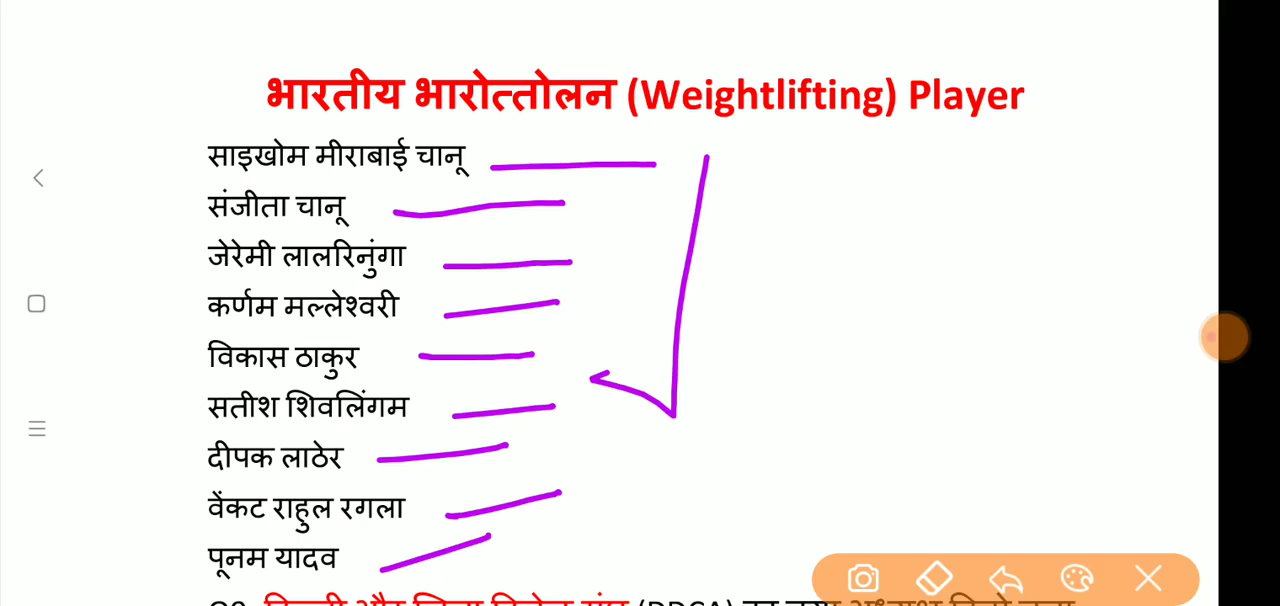 भारतीय भारोत्तोलन (Weightlifting) Player
साइखोम मीराबाई चानू
संजीता चानू
जेरेमी लालरिनुंगा
कर्णम मल्लेश्वरी
विकास ठाकुर
सतीश शिवलिंगम
दीपक लाठेर
वेंकट राहुल रगला
पूनम यादव